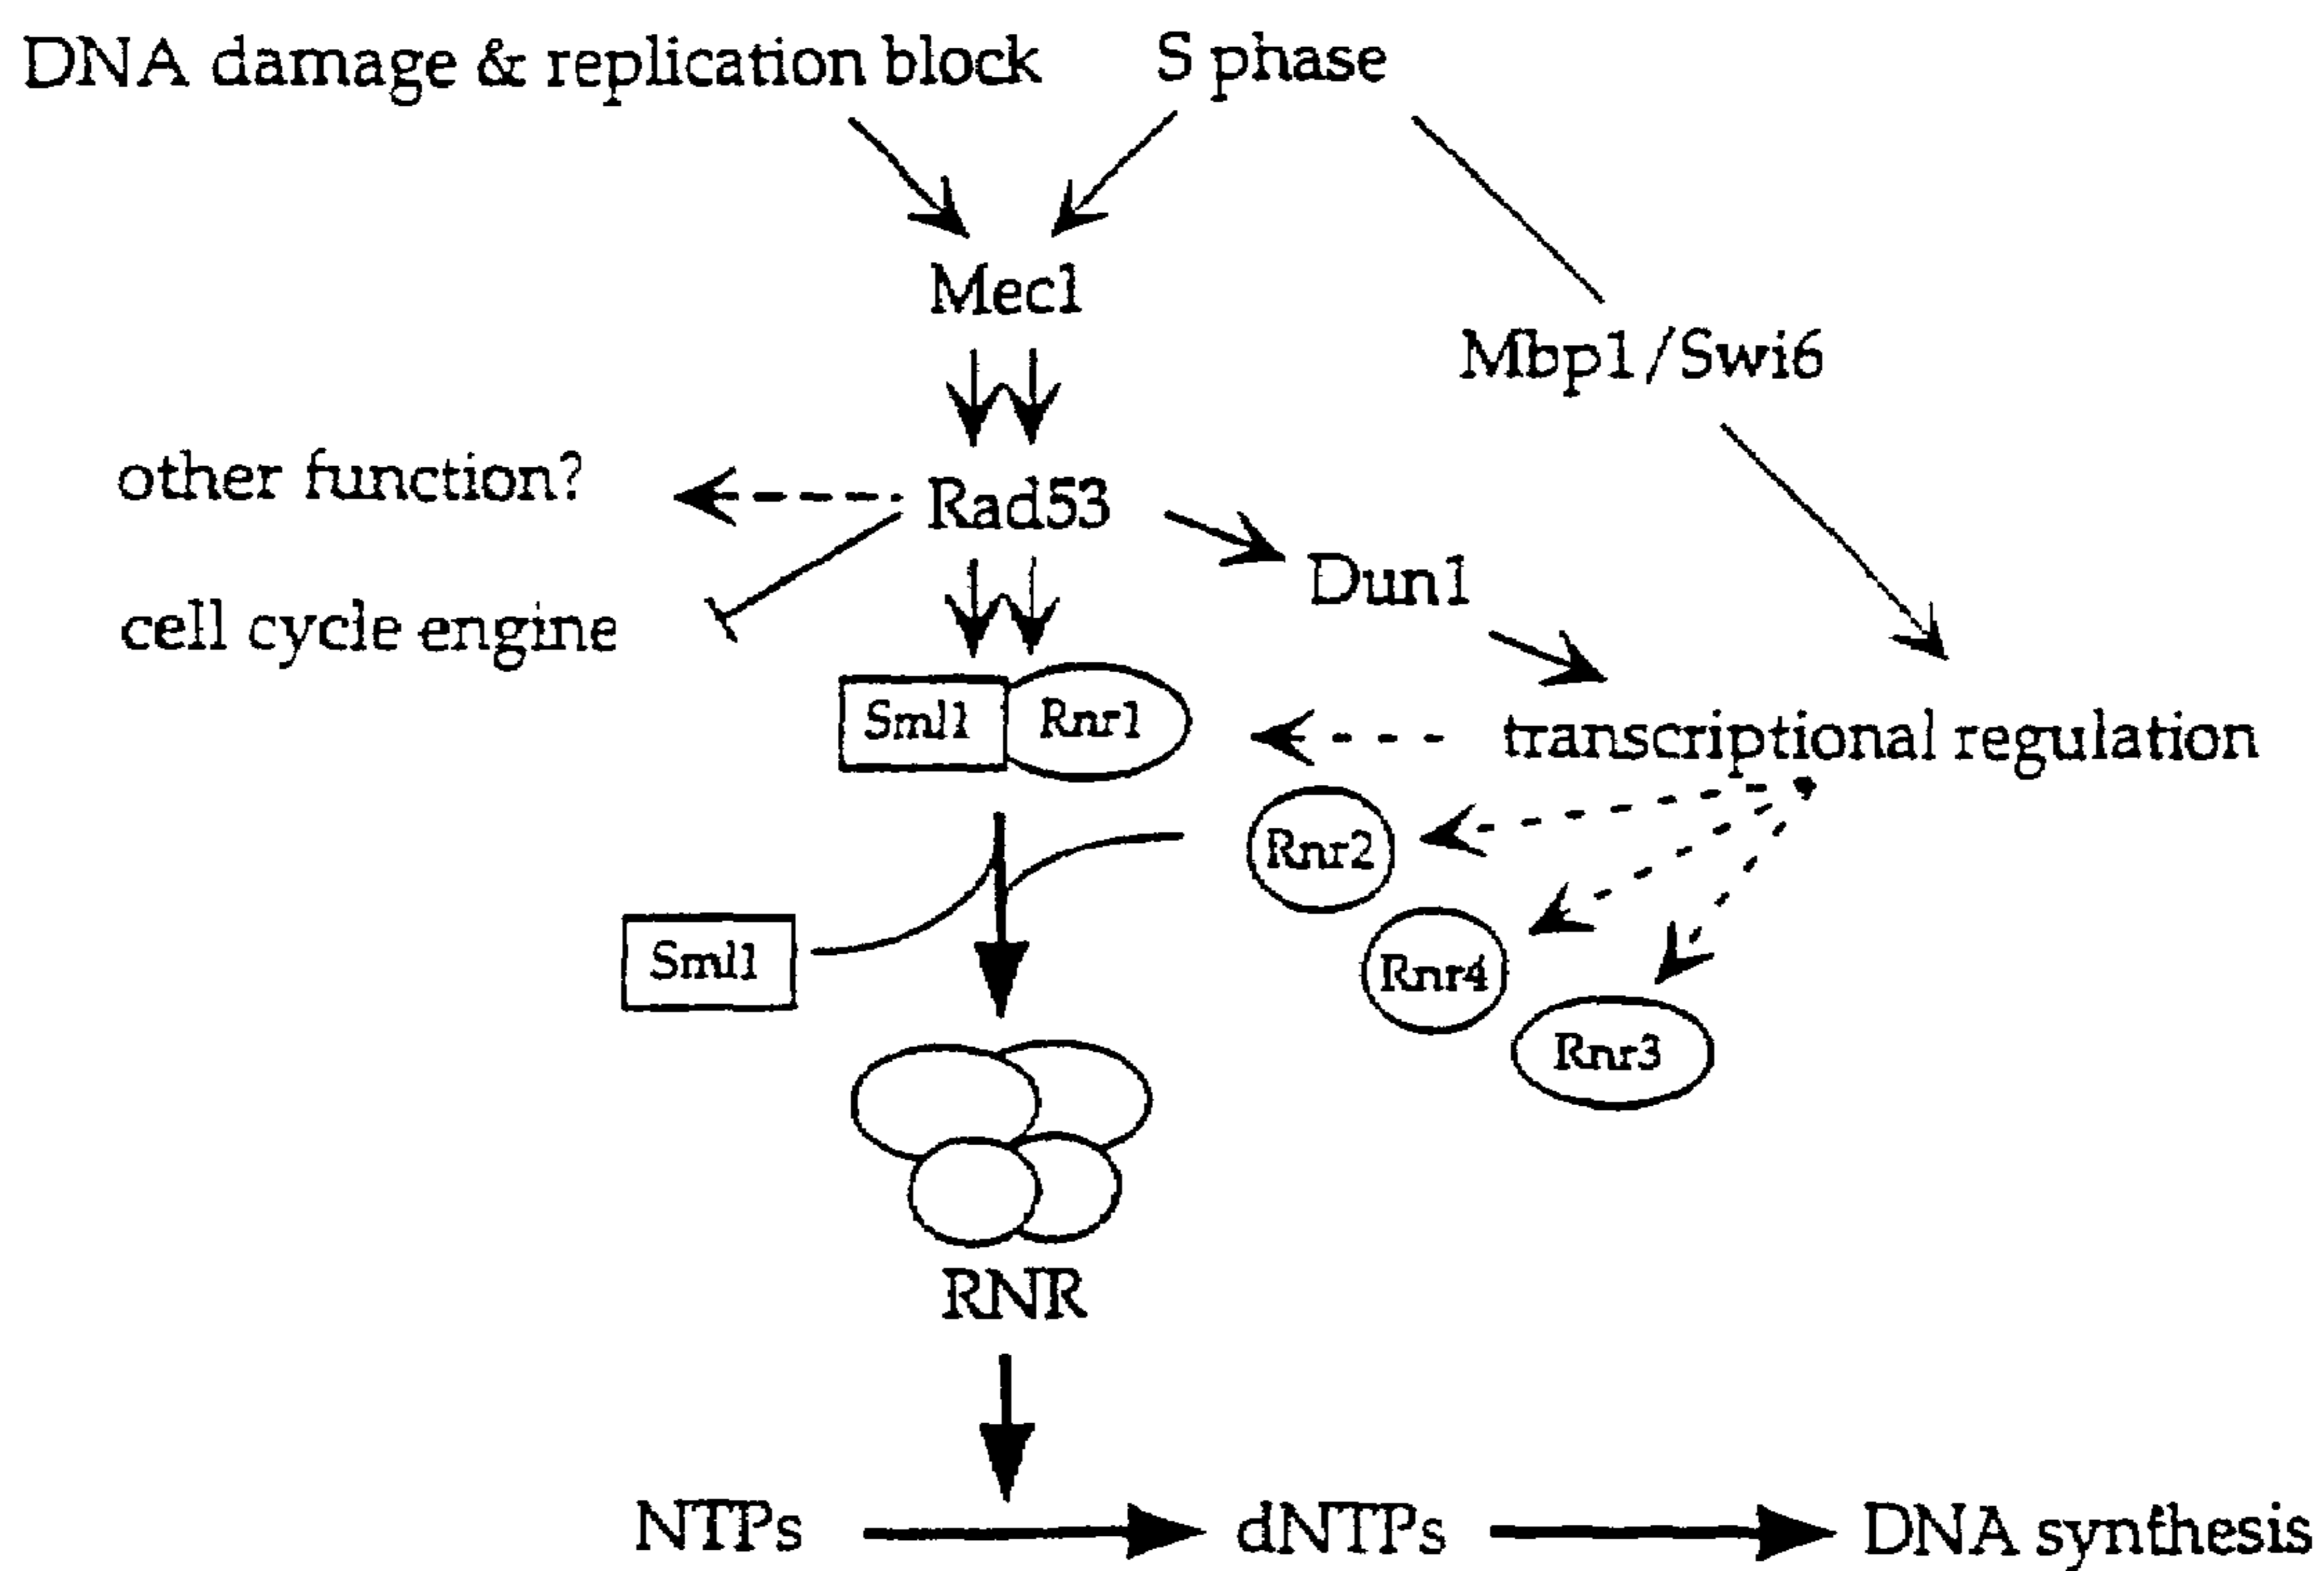 DNA damage & replication block
S phase
Mec1
Mbp1/Swi6
other function?
Rad53
Dun1
cell cycle engine
Sml1
Rnr1
transcriptional regulation
Rnr2
Sml1
Rnr4
Rnr3
RNR
NTPs
dNTPs
DNA synthesis